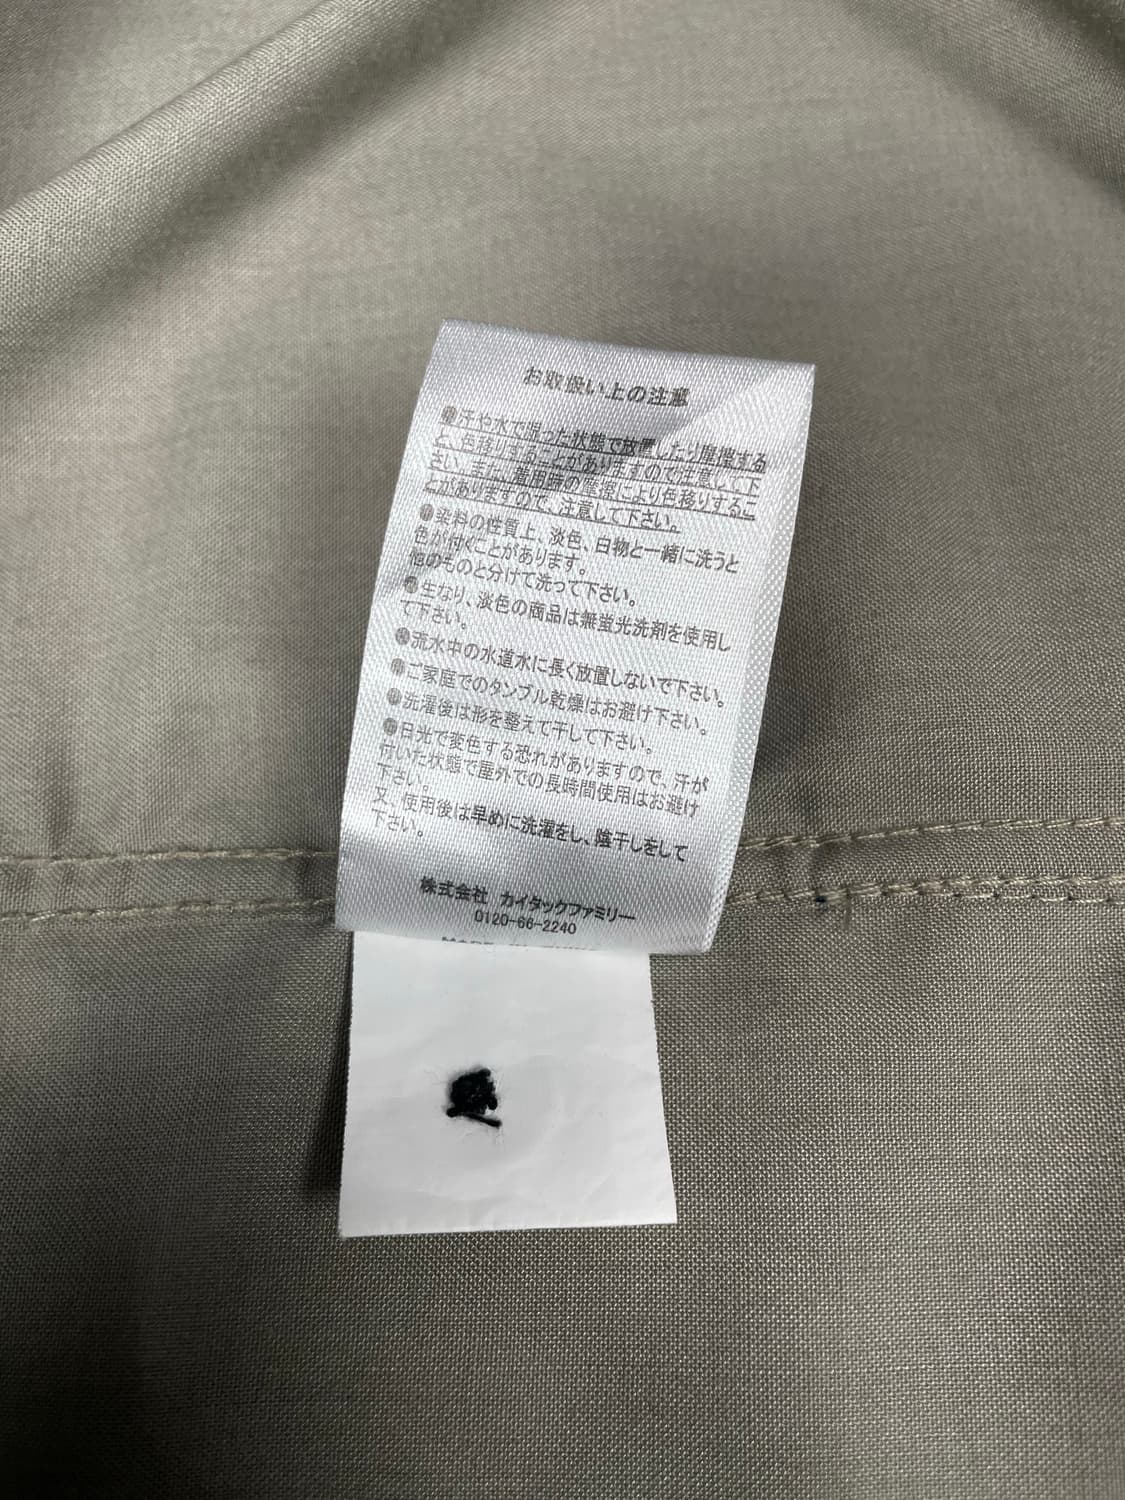 お取扱い上の注意
●汗や水で湿った状態で放置したり摩擦する
と、色移りすることがありますので注意して下
さい。また、着用時の摩擦により色移りするこ
とがありますので、注意して下さい。
●染料の性質上、淡色、白物と一緒に洗うと
色が付くことがあります。
他のものと分けて洗って下さい。
●生なり、淡色の商品は無蛍光洗剤を使用し
て下さい。
●流水中の水道水に長く放置しないで下さい。
●ご家庭でのタンブル乾燥はお避け下さい。
●洗濯後は形を整えて干して下さい。
●日光で変色する恐れがありますので、汗が
付いた状態で屋外での長時間使用はお避け
下さい。
又、使用後は早めに洗濯をし、陰干しをして
下さい。
株式会社 カイタックファミリー
0120-66-2240